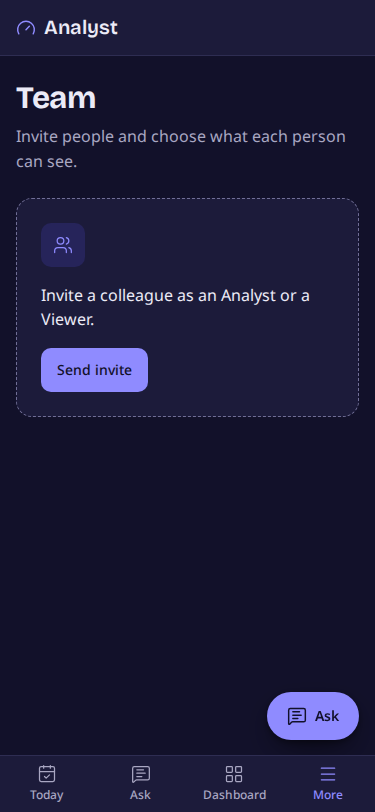 Analyst
Team
Invite people and choose what each person
can see.
Invite a colleague as an Analyst or a
Viewer.
Send invite
Ask
Today
Ask
Dashboard
More